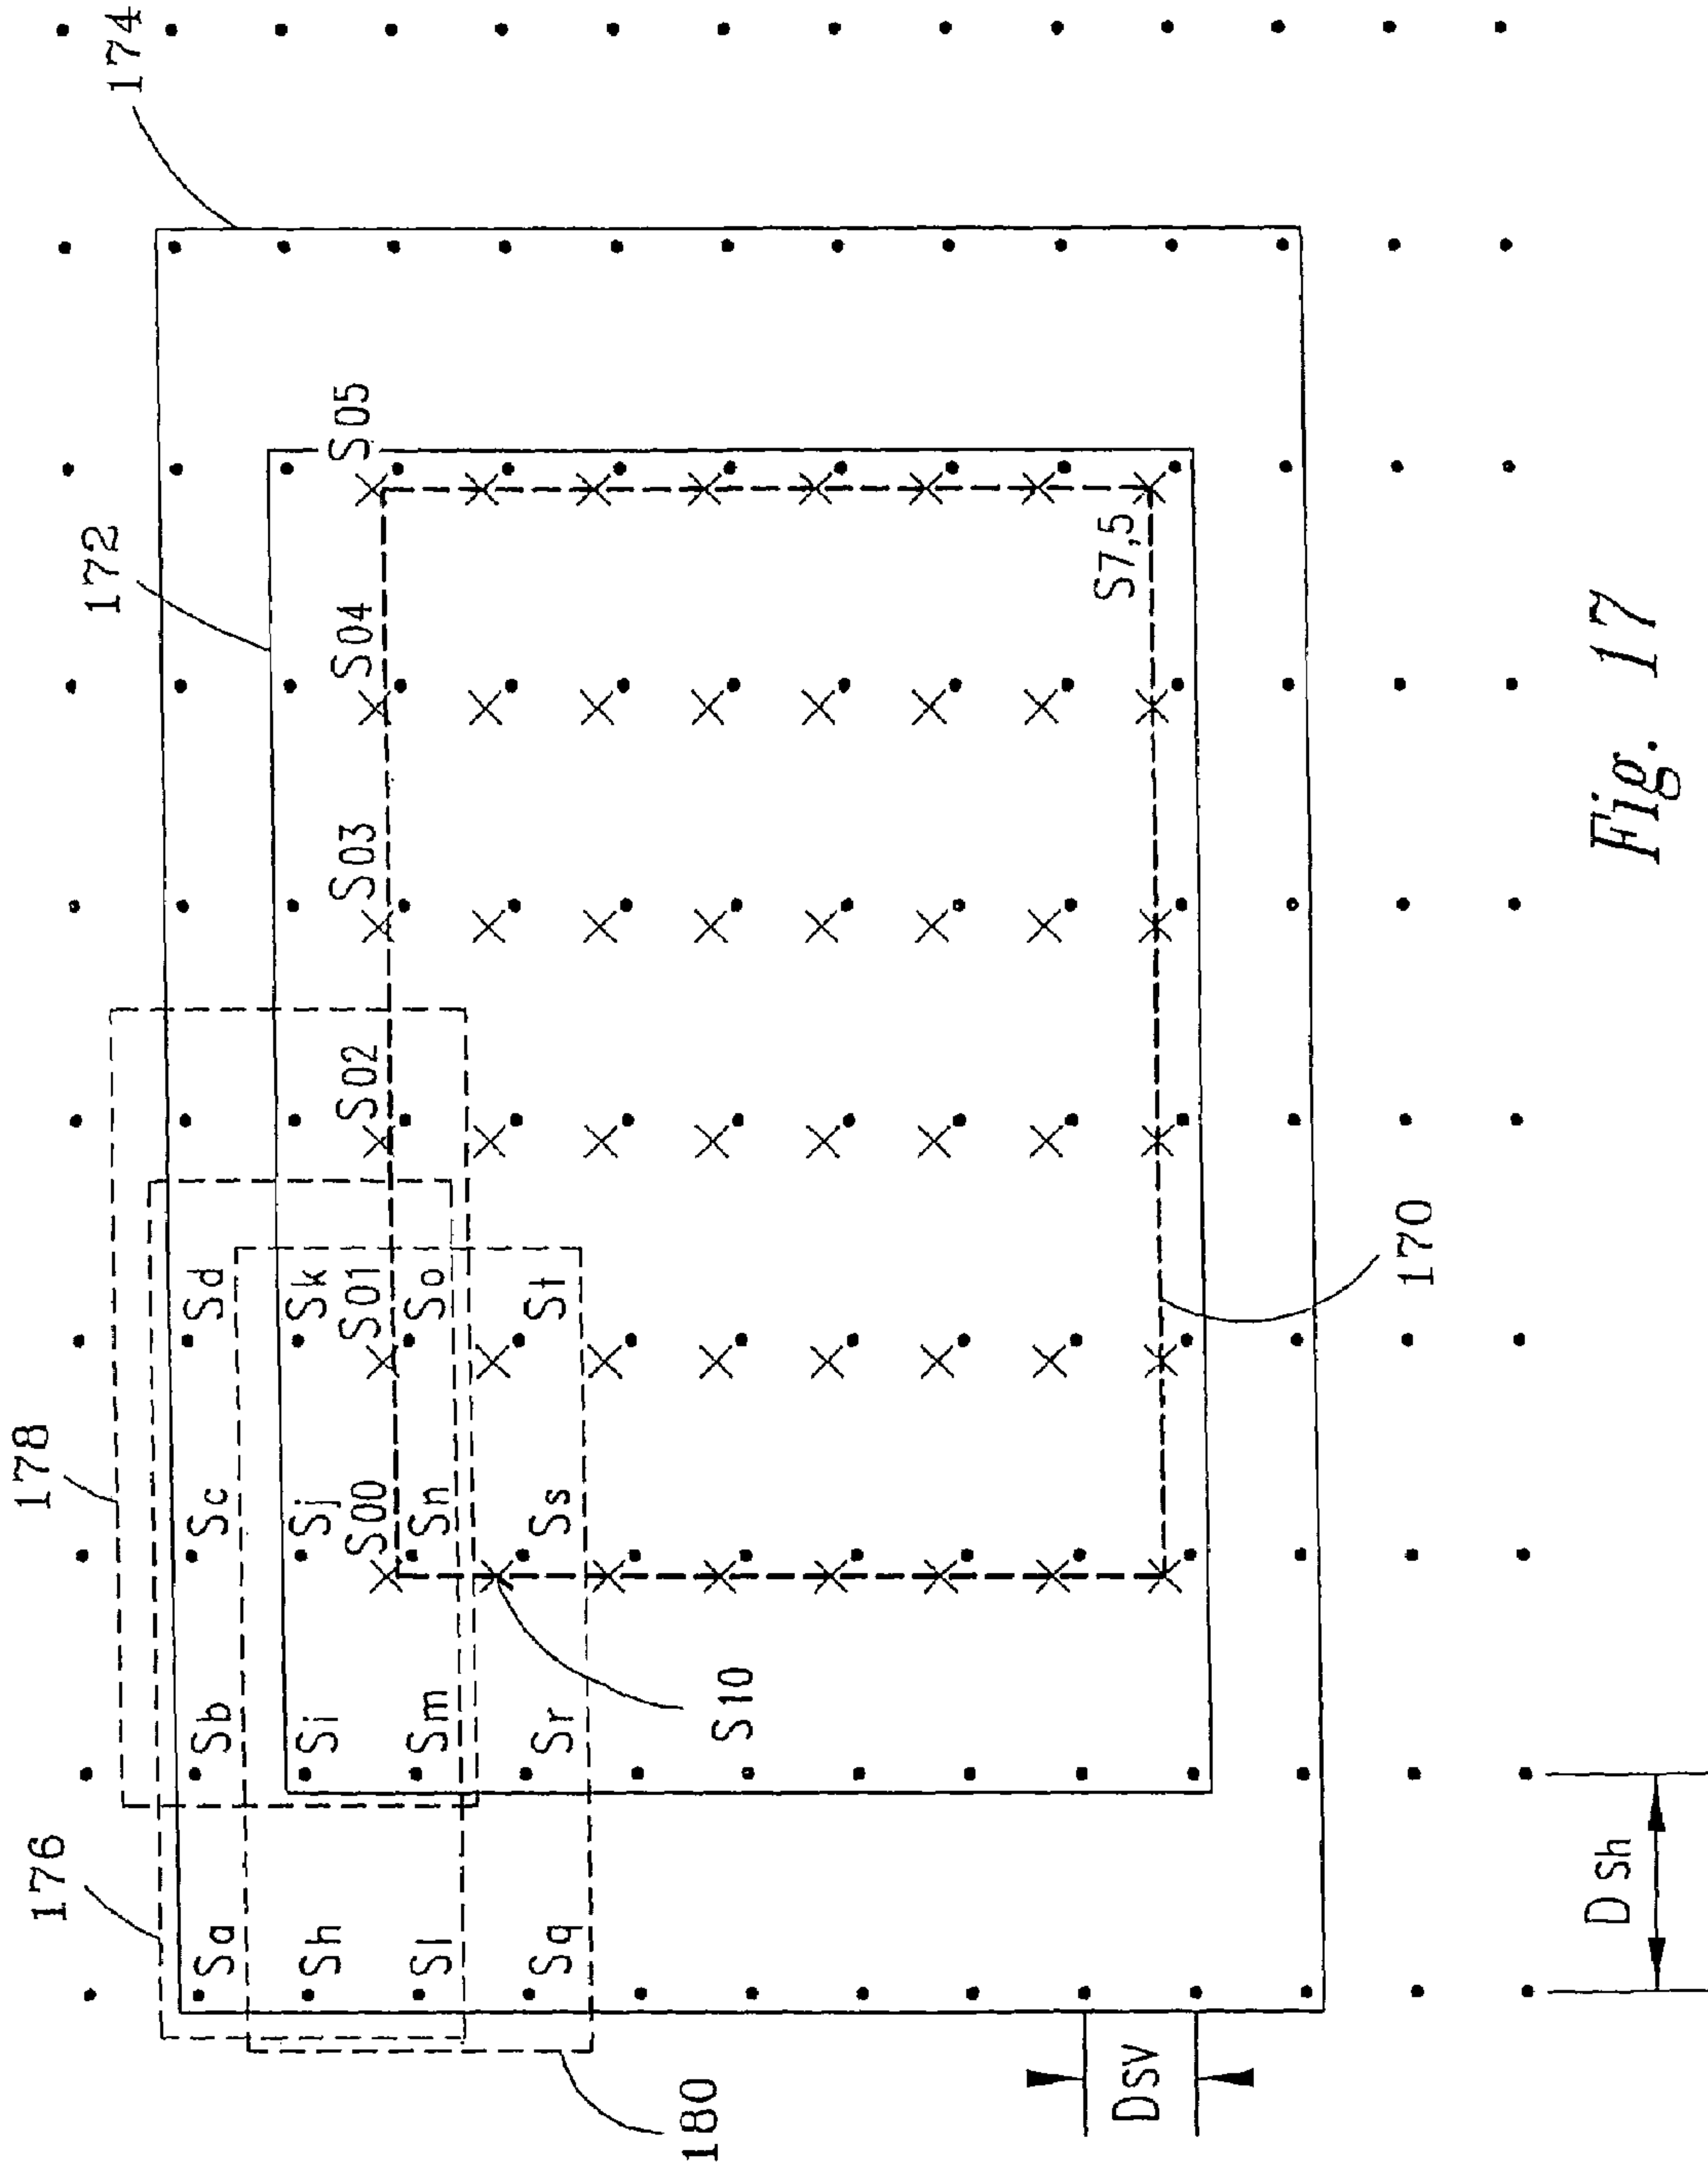 176 178 172 174
Sa Sb Sc Sd
Sh Si Sj Sk
S00 S01 S02 S03 S04 S05
Sl Sm Sn So
Sq Sr Ss St
180 S10
DSV S7,5
170
DSh
Fig. 17